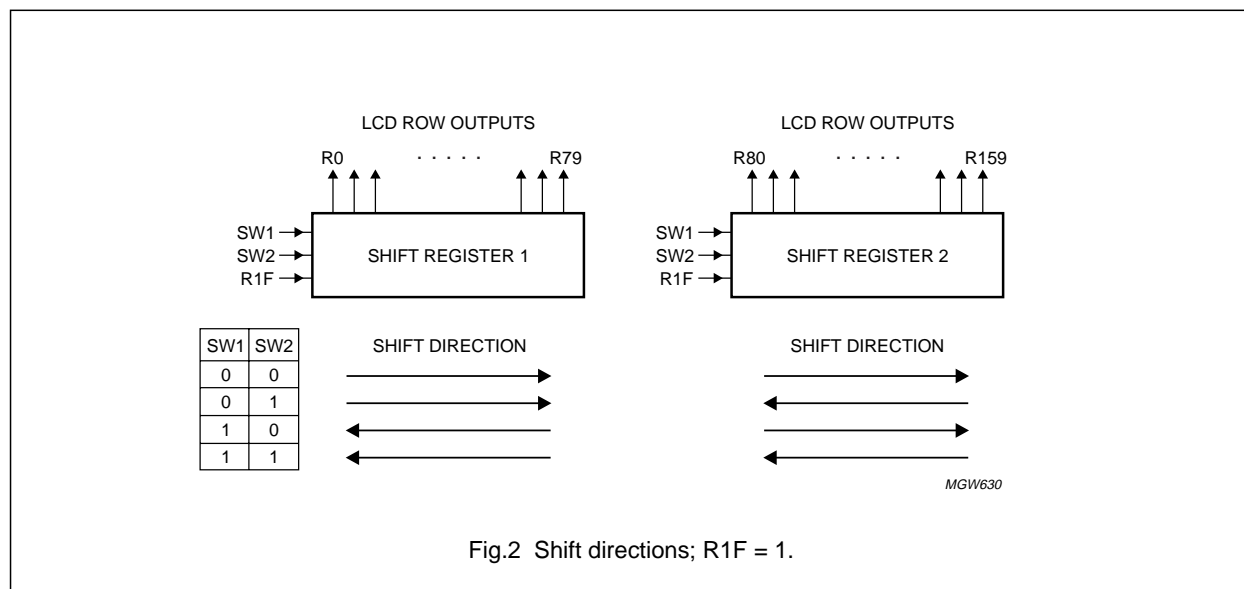 LCD ROW OUTPUTS LCD ROW OUTPUTS
R0 . . . . . R79 R80 . . . . . R159
SW1 SW1
SW2 SHIFT REGISTER 1 SW2 SHIFT REGISTER 2
R1F R1F
SW1 SW2 SHIFT DIRECTION SHIFT DIRECTION
0 0
0 1
1 0
1 1
MGW630
Fig.2 Shift directions; R1F = 1.